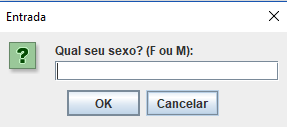 Entrada
Qual seu sexo? (F ou M):
?
OK
Cancelar